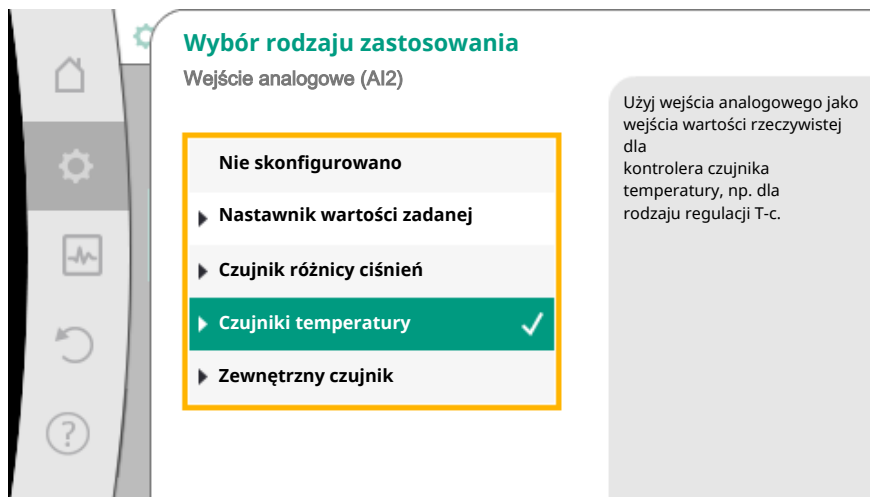 Wybór rodzaju zastosowania
Wejście analogowe (AI2)
Nie skonfigurowano
Nastawnik wartości zadanej
Czujnik różnicy ciśnień
Czujniki temperatury
Zewnętrzny czujnik
Użyj wejścia analogowego jako
wejścia wartości rzeczywistej
dla
kontrolera czujnika
temperatury, np. dla
rodzaju regulacji T-c.